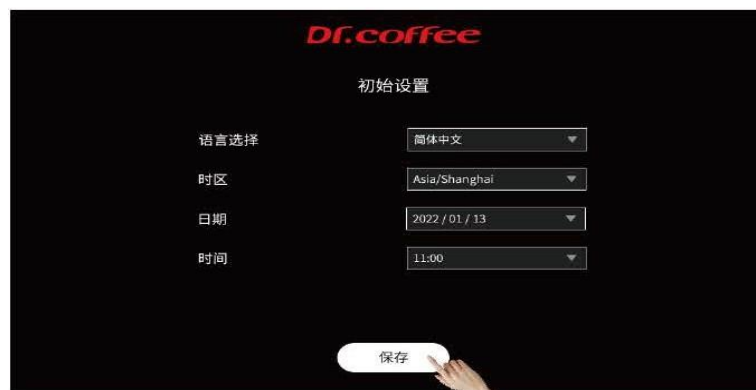 Dr.coffee
初始设置
语言选择 简体中文
时区 Asia/Shanghai
日期 2022 / 01 / 13
时间 11:00
保存